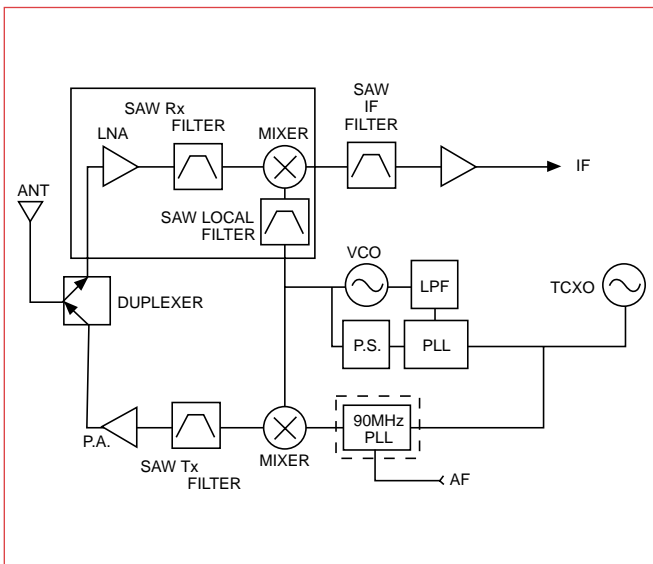 SAW Rx
FILTER
LNA
MIXER
SAW
IF
FILTER
IF
ANT
SAW LOCAL
FILTER
VCO
LPF
TCXO
DUPLEXER
P.S.
PLL
90MHz
PLL
P.A.
MIXER
SAW Tx
FILTER
AF